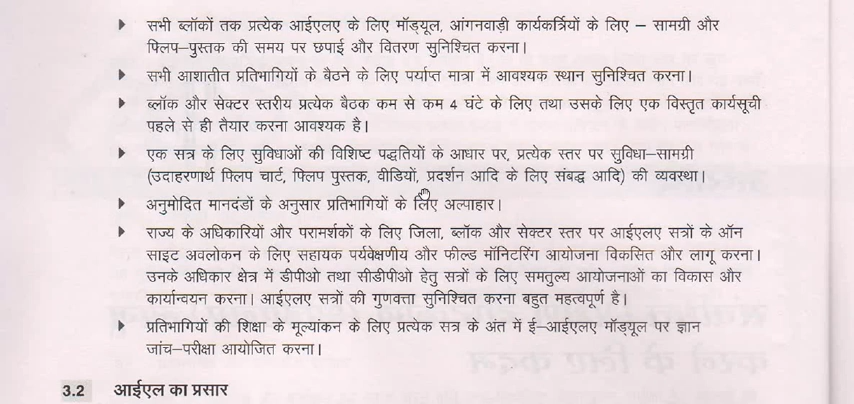 सभी ब्लॉकों तक प्रत्येक आईएलए के लिए मॉड्यूल, आंगनवाड़ी कार्यकर्त्रियों के लिए – सामग्री और
फ्लिप–पुस्तक की समय पर छपाई और वितरण सुनिश्चित करना।
सभी आशातीत प्रतिभागियों के बैठने के लिए पर्याप्त मात्रा में आवश्यक स्थान सुनिश्चित करना।
ब्लॉक और सेक्टर स्तरीय प्रत्येक बैठक कम से कम 4 घंटे के लिए तथा उसके लिए एक विस्तृत कार्यसूची
पहले से ही तैयार करना आवश्यक है।
एक सत्र के लिए सुविधाओं की विशिष्ट पद्धतियों के आधार पर, प्रत्येक स्तर पर सुविधा–सामग्री
(उदाहरणार्थ फ्लिप चार्ट, फ्लिप पुस्तक, वीडियों, प्रदर्शन आदि के लिए संबद्ध आदि) की व्यवस्था।
अनुमोदित मानदंडों के अनुसार प्रतिभागियों के लिए अल्पाहार।
राज्य के अधिकारियों और परामर्शकों के लिए जिला, ब्लॉक और सेक्टर स्तर पर आईएलए सत्रों के ऑन
साइट अवलोकन के लिए सहायक पर्यवेक्षणीय और फील्ड मॉनिटरिंग आयोजना विकसित और लागू करना।
उनके अधिकार क्षेत्र में डीपीओ तथा सीडीपीओ हेतु सत्रों के लिए समतुल्य आयोजनाओं का विकास और
कार्यान्वयन करना। आईएलए सत्रों की गुणवत्ता सुनिश्चित करना बहुत महत्वपूर्ण है।
प्रतिभागियों की शिक्षा के मूल्यांकन के लिए प्रत्येक सत्र के अंत में ई–आईएलए मॉड्यूल पर ज्ञान
जांच–परीक्षा आयोजित करना।
3.2 आईएल का प्रसार